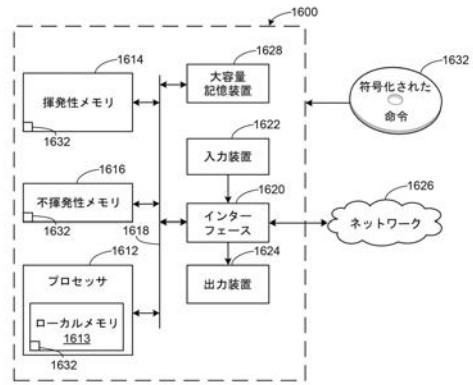 1600
1614
揮発性メモリ
1632
1628
大容量
記憶装置
1632
符号化された
命令
1622
入力装置
1616
不揮発性メモリ
1632
1618
1620
インター
フェース
1626
ネットワーク
1612
プロセッサ
ローカルメモリ
1613
1632
1624
出力装置